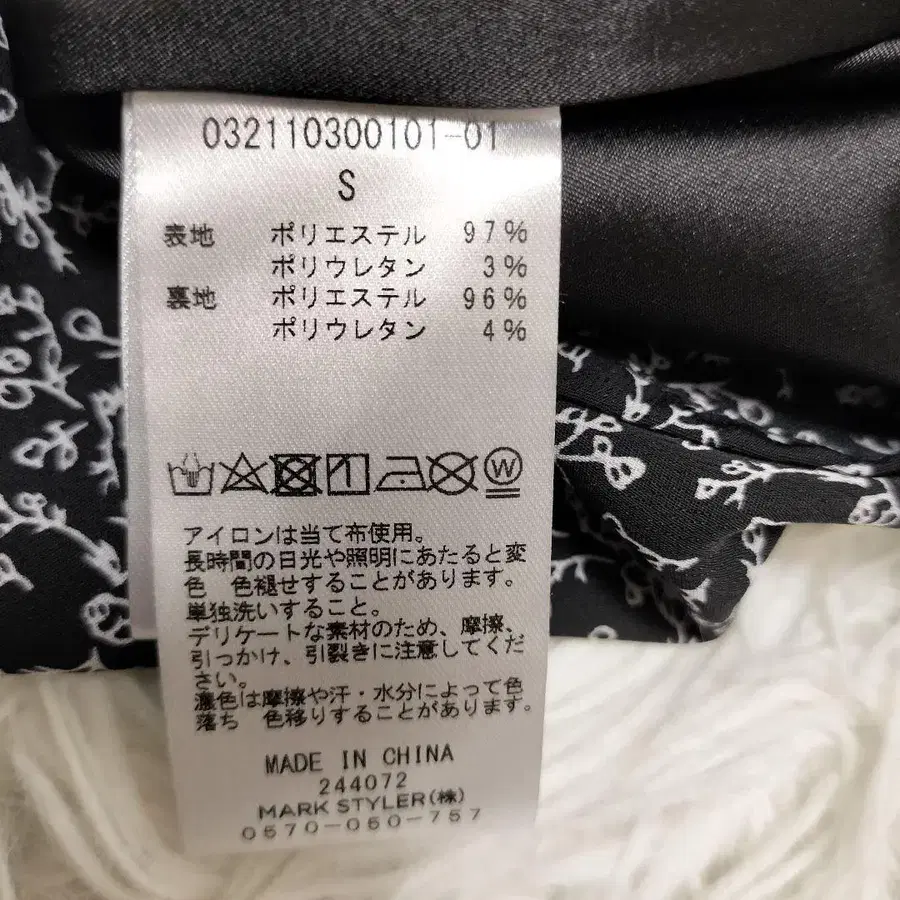 032110300101-01
S
表地 ポリエステル 97%
ポリウレタン 3%
裏地 ポリエステル 96%
ポリウレタン 4%
W
アイロンは当て布使用。
長時間の日光や照明にあたると変
色 色褪せすることがあります。
単独洗いすること。
デリケートな素材のため、摩擦、
引っかけ、引裂きに注意してくだ
さい。
濃色は摩擦や汗・水分によって色
落ち 色移りすることがあります。
MADE IN CHINA
244072
MARK STYLER(株)
0570-060-757